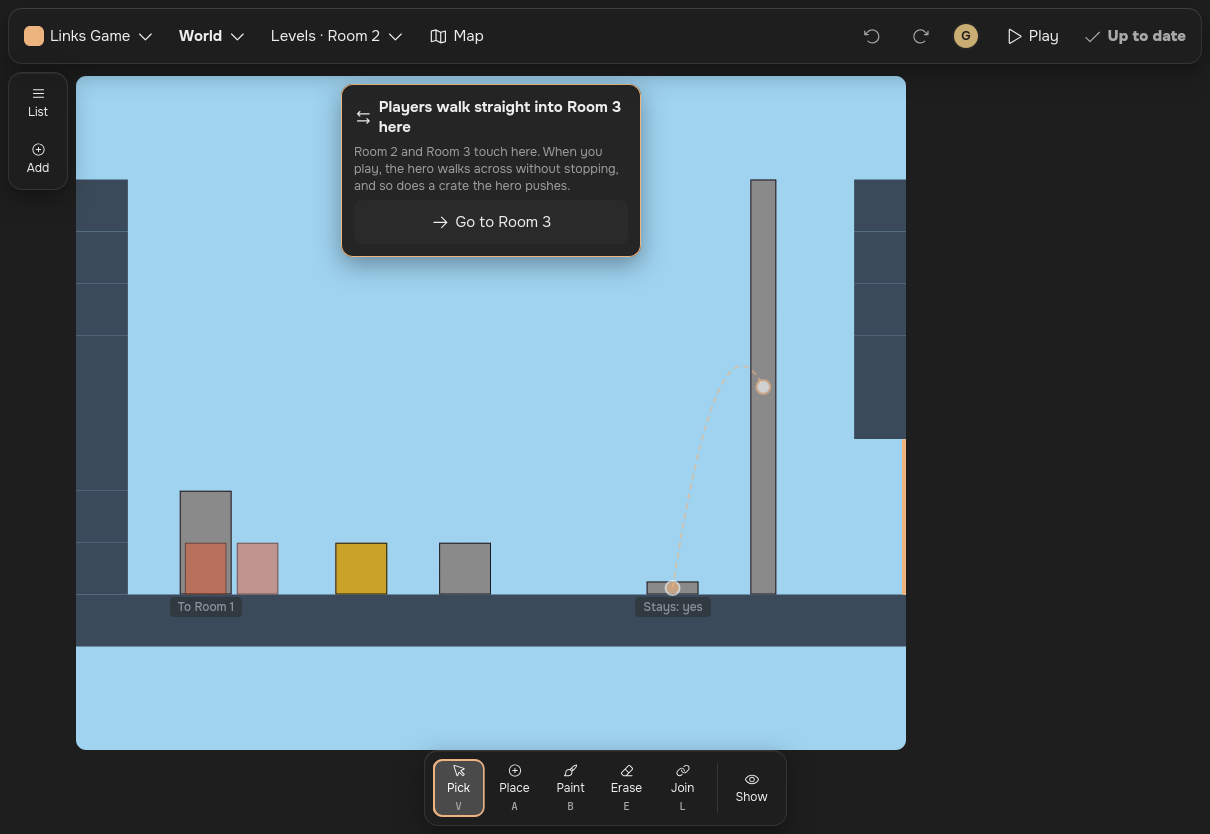 Links Game
World
Levels · Room 2
Map
G
Play
Up to date
List
Add
Players walk straight into Room 3
here
Room 2 and Room 3 touch here. When you
play, the hero walks across without stopping,
and so does a crate the hero pushes.
Go to Room 3
To Room 1
Stays: yes
Pick
V
Place
A
Paint
B
Erase
E
Join
L
Show